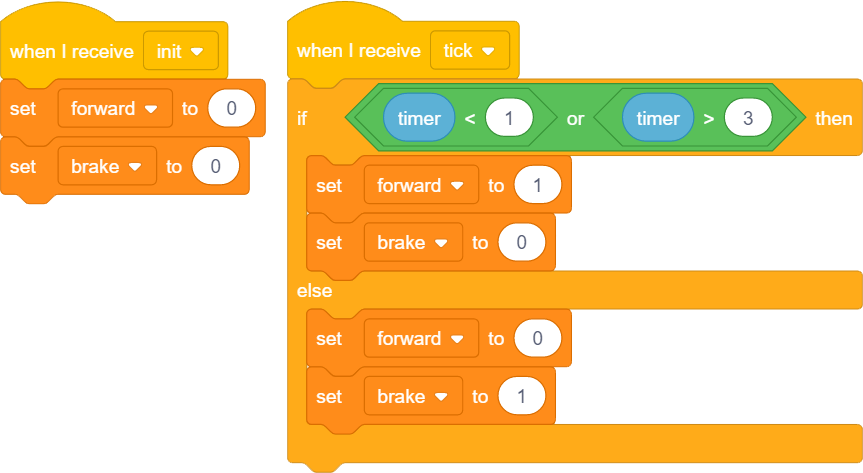 when I receive init
set forward to 0
set brake to 0
when I receive tick
if timer < 1 or timer > 3 then
set forward to 1
set brake to 0
else
set forward to 0
set brake to 1